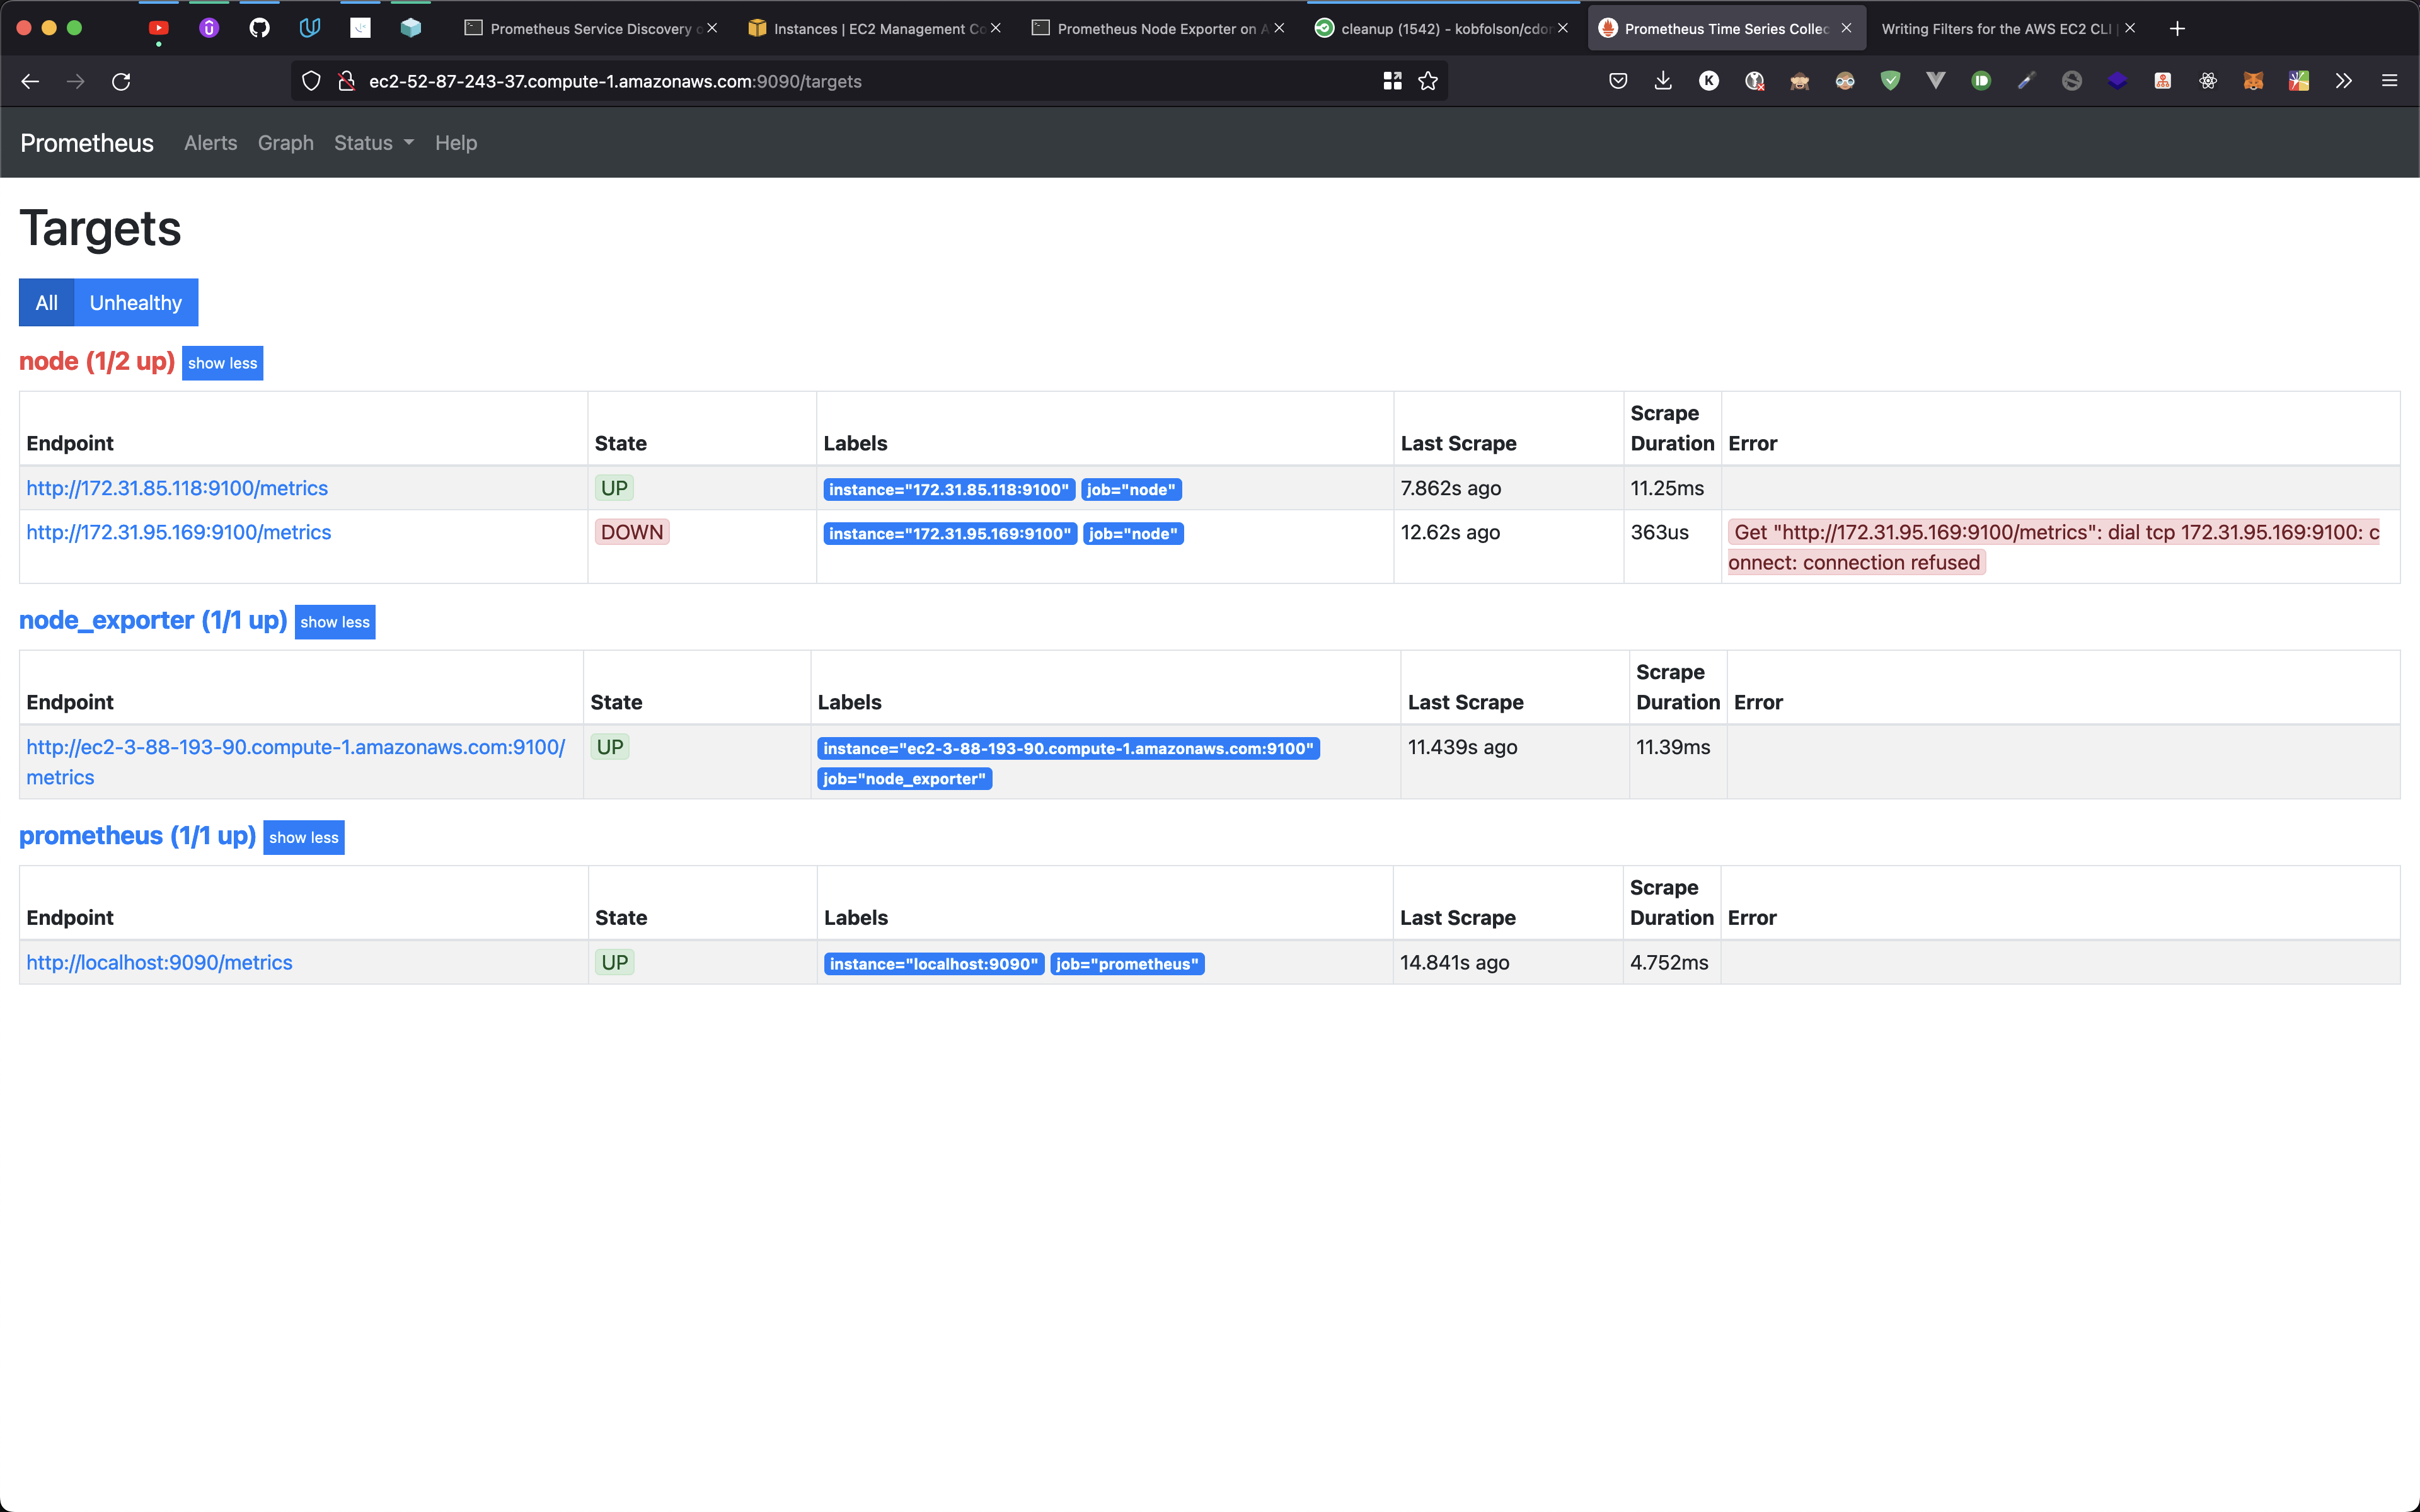 Prometheus Service Discovery o
Instances | EC2 Management Co
Prometheus Node Exporter on A
cleanup (1542) - kobfolson/cdon
Prometheus Time Series Collec
Writing Filters for the AWS EC2 CLI |
ec2-52-87-243-37.compute-1.amazonaws.com:9090/targets
Prometheus Alerts Graph Status Help
Targets
All Unhealthy
node (1/2 up) show less
Endpoint State Labels Last Scrape Scrape Duration Error
http://172.31.85.118:9100/metrics UP instance="172.31.85.118:9100" job="node" 7.862s ago 11.25ms
http://172.31.95.169:9100/metrics DOWN instance="172.31.95.169:9100" job="node" 12.62s ago 363us Get "http://172.31.95.169:9100/metrics": dial tcp 172.31.95.169:9100: c
onnect: connection refused
node_exporter (1/1 up) show less
Endpoint State Labels Last Scrape Scrape Duration Error
http://ec2-3-88-193-90.compute-1.amazonaws.com:9100/ UP instance="ec2-3-88-193-90.compute-1.amazonaws.com:9100" 11.439s ago 11.39ms
metrics job="node_exporter"
prometheus (1/1 up) show less
Endpoint State Labels Last Scrape Scrape Duration Error
http://localhost:9090/metrics UP instance="localhost:9090" job="prometheus" 14.841s ago 4.752ms